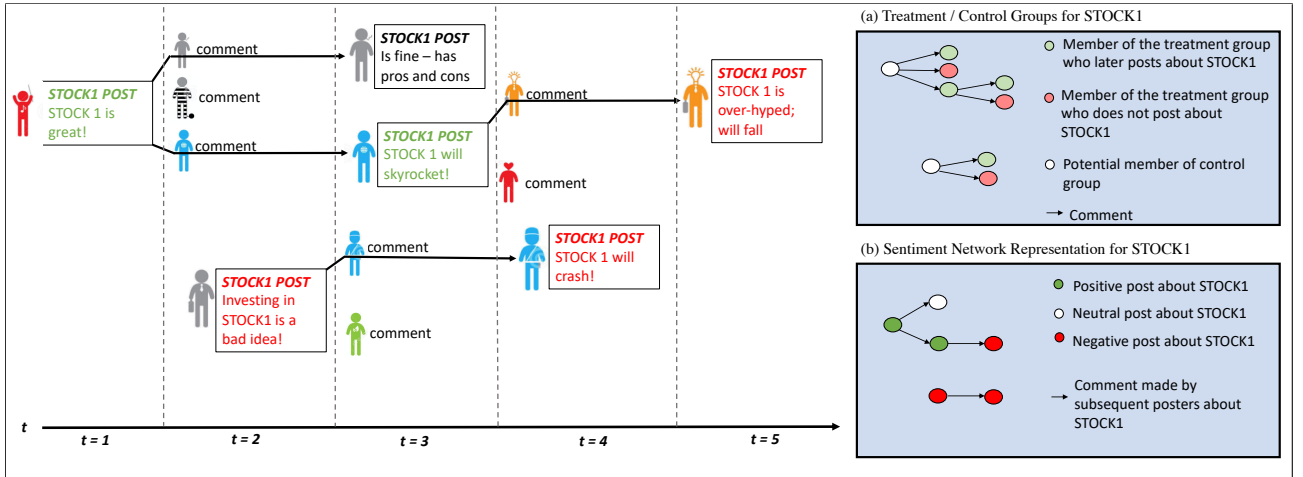 STOCK1 POST
STOCK 1 is
great!
comment
comment
comment
STOCK1 POST
Is fine – has
pros and cons
STOCK1 POST
STOCK 1 will
skyrocket!
comment
comment
STOCK1 POST
STOCK 1 is
over-hyped;
will fall
STOCK1 POST
Investing in
STOCK1 is a
bad idea!
comment
comment
STOCK1 POST
STOCK 1 will
crash!
t
t = 1
t = 2
t = 3
t = 4
t = 5
(a) Treatment / Control Groups for STOCK1
Member of the treatment group
who later posts about STOCK1
Member of the treatment group
who does not post about
STOCK1
Potential member of control
group
Comment
(b) Sentiment Network Representation for STOCK1
Positive post about STOCK1
Neutral post about STOCK1
Negative post about STOCK1
Comment made by
subsequent posters about
STOCK1